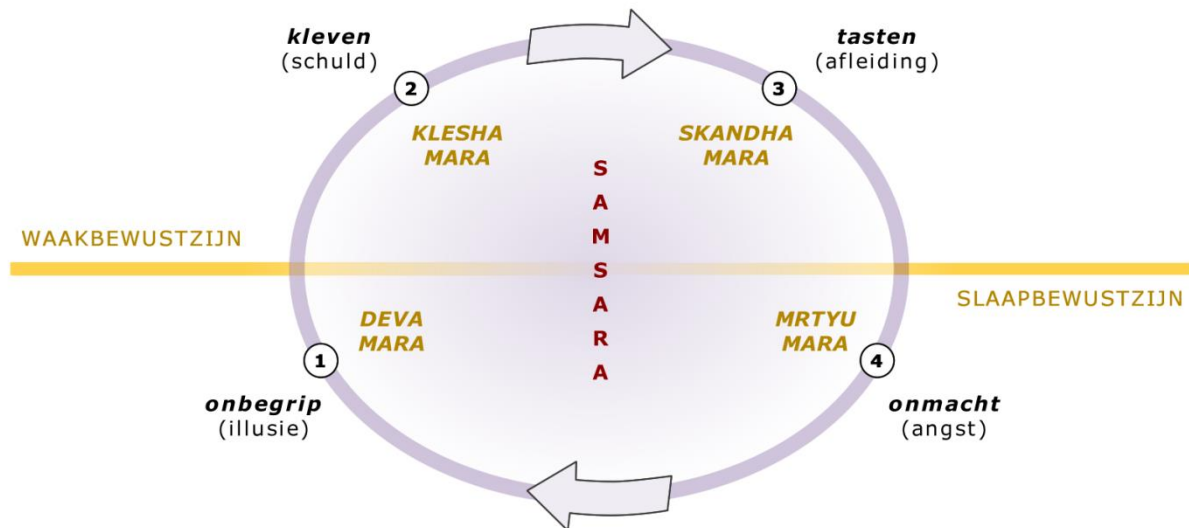 kleven
(schuld)
tasten
(afleiding)
2
3
KLESHA
MARA
SKANDHA
MARA
S
A
M
S
A
R
A
WAAKBEWUSTZIJN
SLAAPBEWUSTZIJN
DEVA
MARA
MRTYU
MARA
1
4
onbegrip
(illusie)
onmacht
(angst)